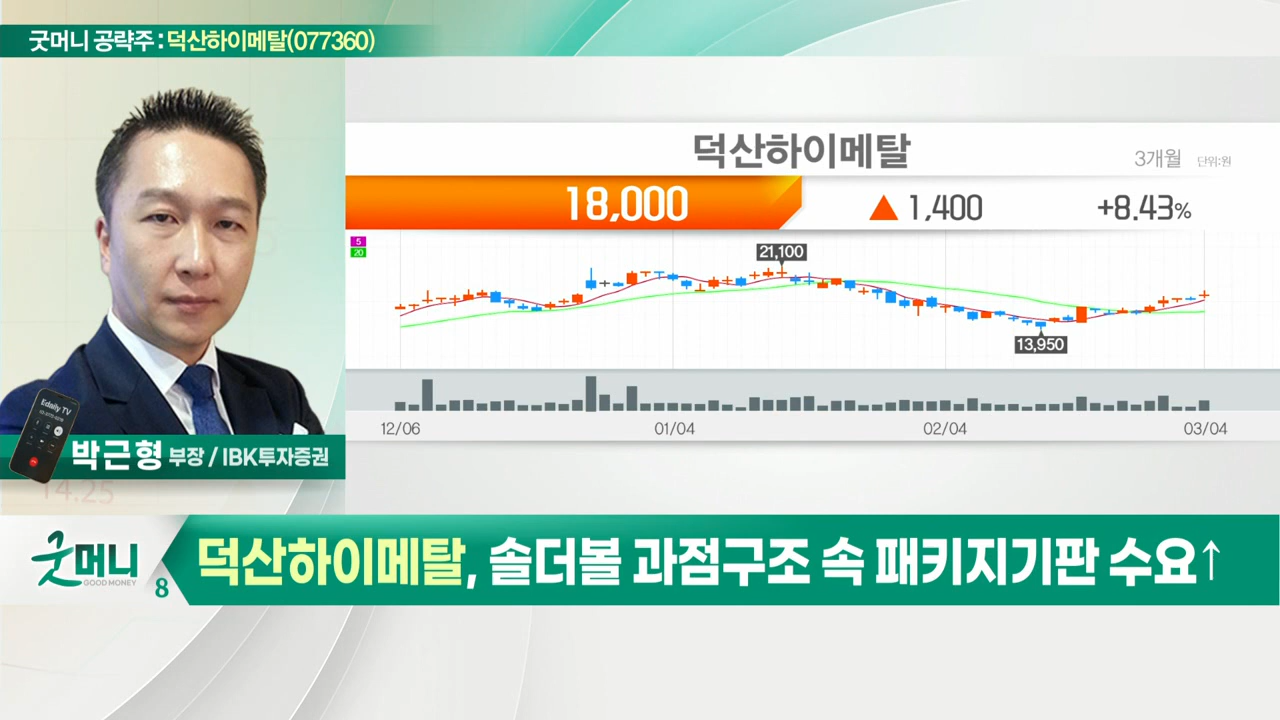 굿머니 공략주 : 덕산하이메탈(077360)
덕산하이메탈
3개월 단위:원
18,000 ▲ 1,400 +8.43%
5
20
21,100
13,950
12/06 01/04 02/04 03/04
Edaily TV
박근형 부장 / IBK투자증권
14.25
굿머니
GOOD MONEY
8
덕산하이메탈, 솔더볼 과점구조 속 패키지기판 수요↑